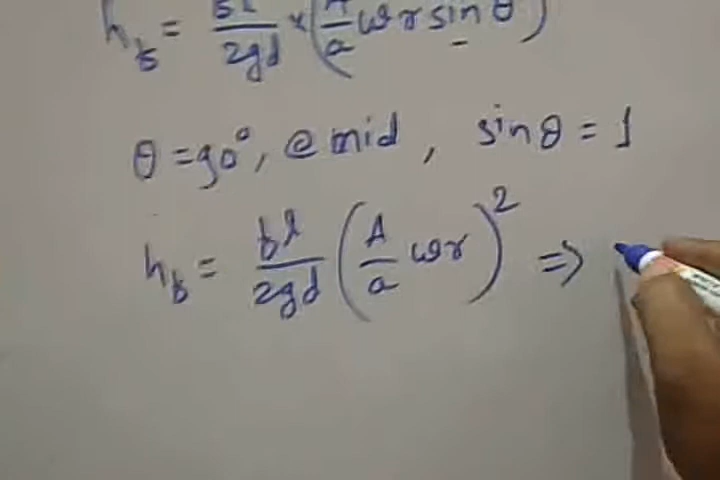 h_f = fl/2gd × (A/a ωr sin θ)
θ = 90°, @ mid, sin θ = 1
h_f = fl/2gd (A/a ωr)² ⇒